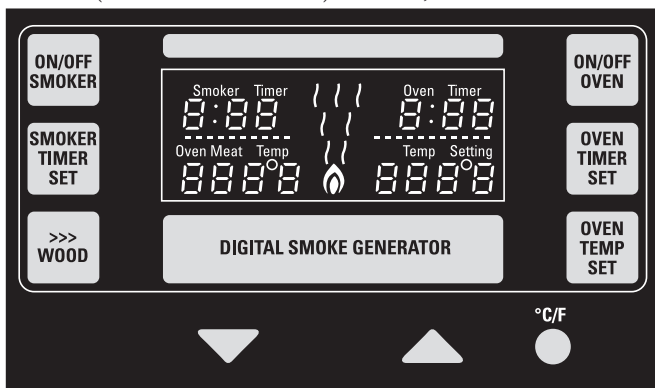 ON/OFF
SMOKER
SMOKER
TIMER
SET
>>>
WOOD
Smoker Timer
8:88
Oven Meat Temp
888°8
Oven Timer
8:88
Temp Setting
888°8
DIGITAL SMOKE GENERATOR
ON/OFF
OVEN
OVEN
TIMER
SET
OVEN
TEMP
SET
°C/F